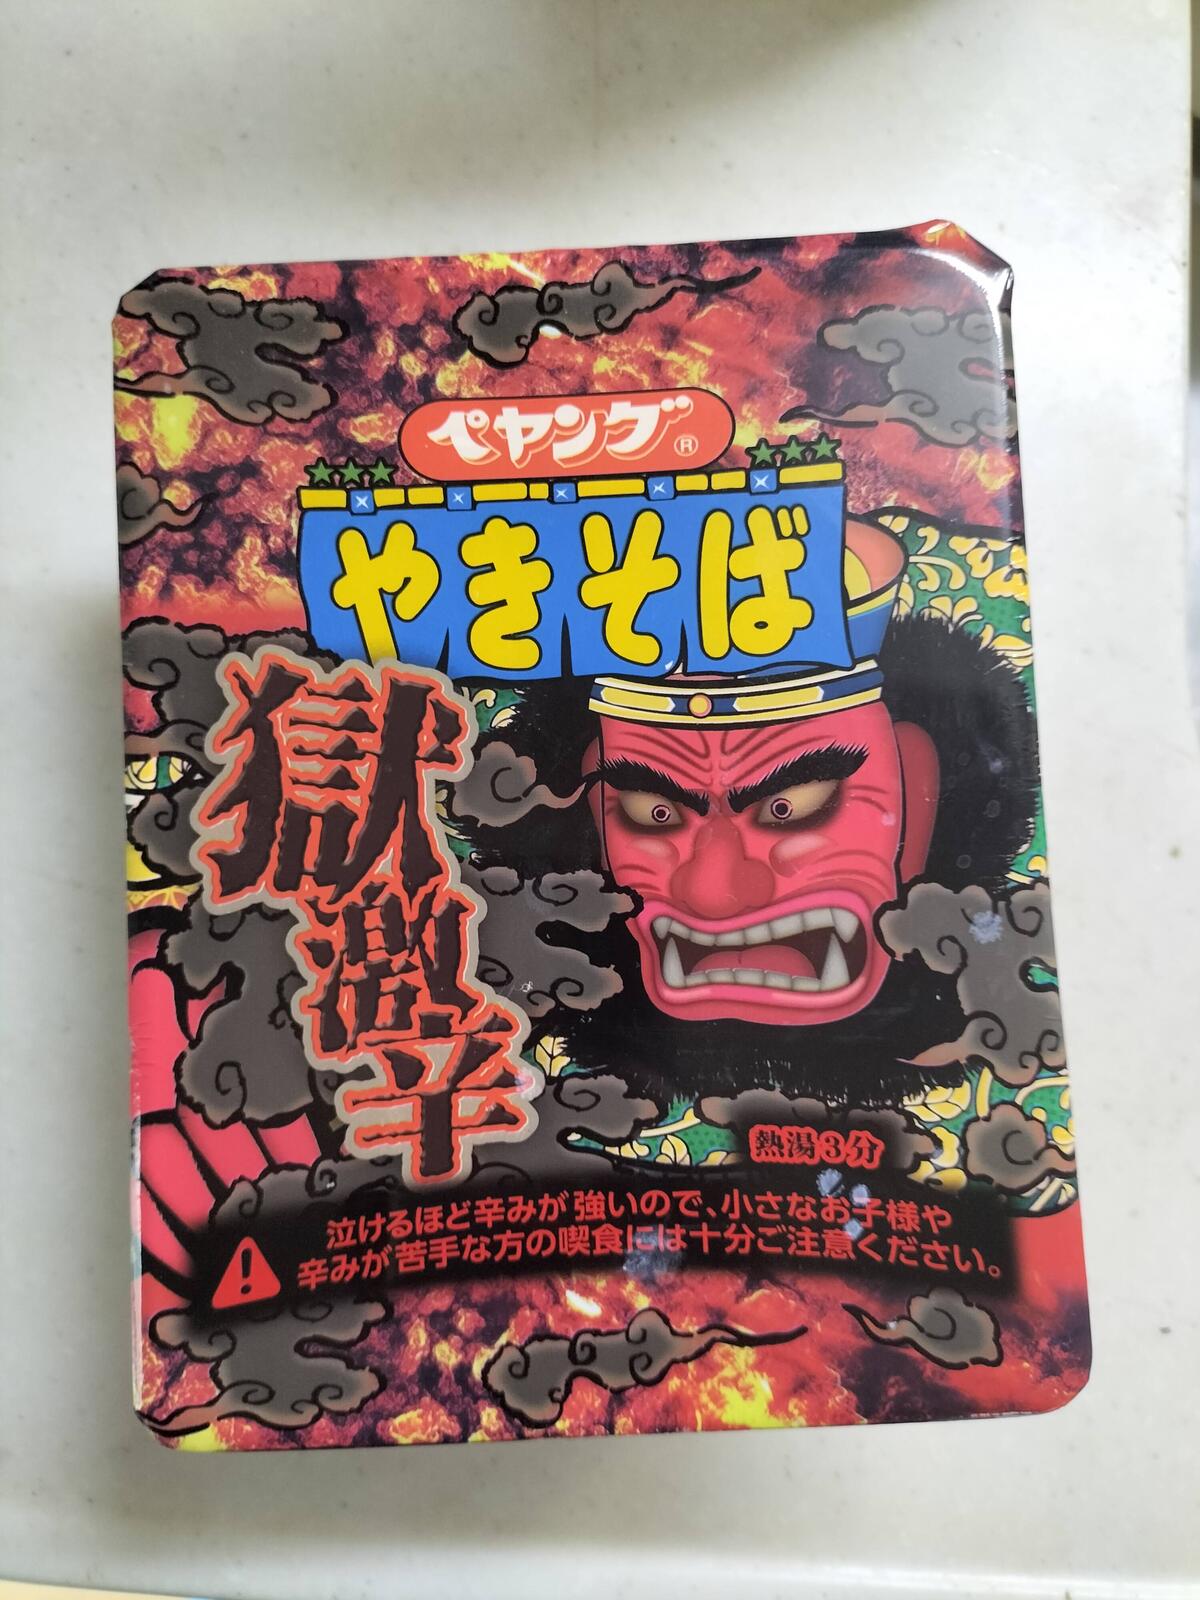 ペヤング®
やきそば
獄激辛
熱湯3分
泣けるほど辛みが強いので、小さなお子様や
辛みが苦手な方の喫食には十分ご注意ください。